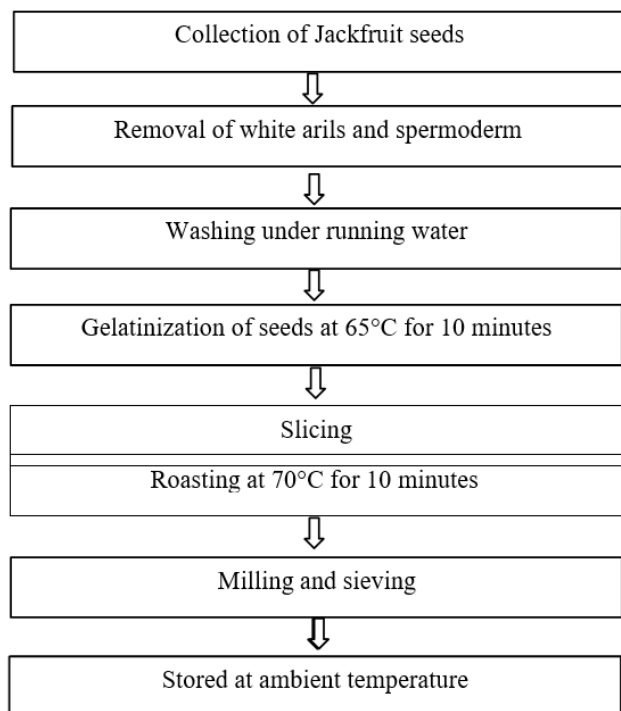 Collection of Jackfruit seeds
Removal of white arils and spermoderm
Washing under running water
Gelatinization of seeds at 65°C for 10 minutes
Slicing
Roasting at 70°C for 10 minutes
Milling and sieving
Stored at ambient temperature